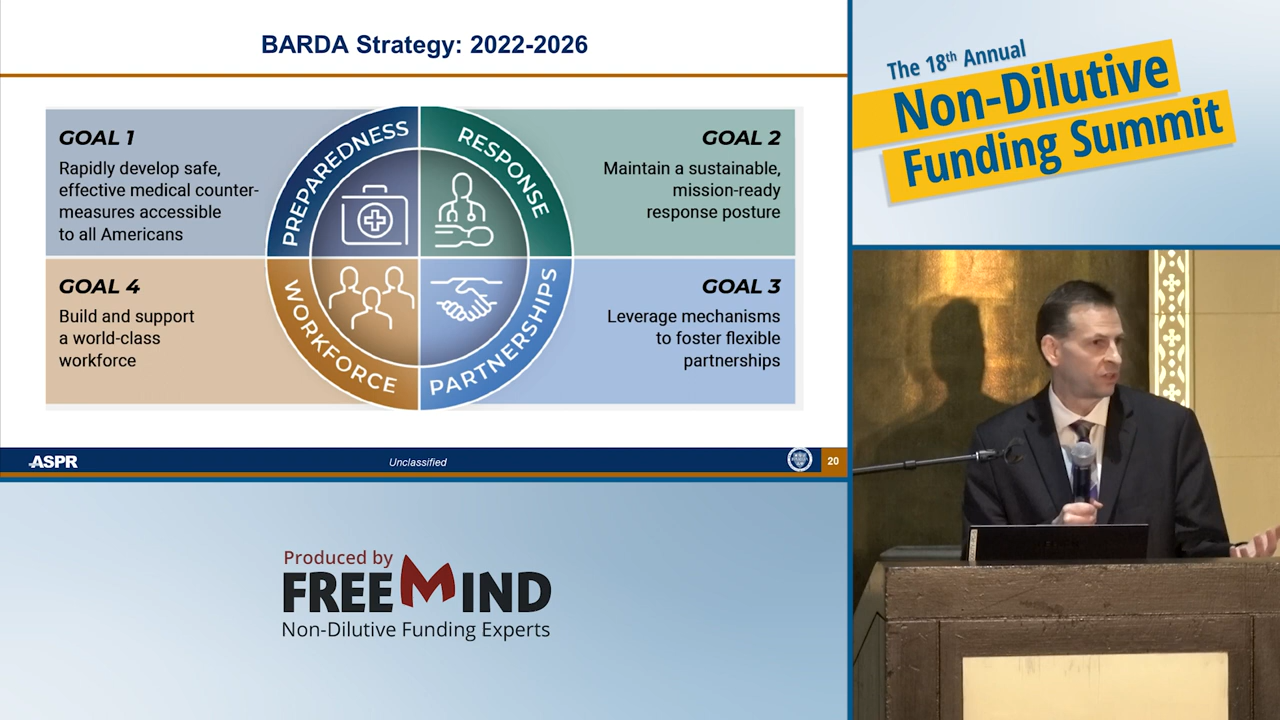 BARDA Strategy: 2022-2026
GOAL 1
Rapidly develop safe,
effective medical counter-
measures accessible
to all Americans
PREPAREDNESS
RESPONSE
GOAL 2
Maintain a sustainable,
mission-ready
response posture
GOAL 4
Build and support
a world-class
workforce
WORKFORCE
PARTNERSHIPS
GOAL 3
Leverage mechanisms
to foster flexible
partnerships
ASPR
Unclassified
20
The 18th Annual
Non-Dilutive
Funding Summit
Produced by
FREEMIND
Non-Dilutive Funding Experts